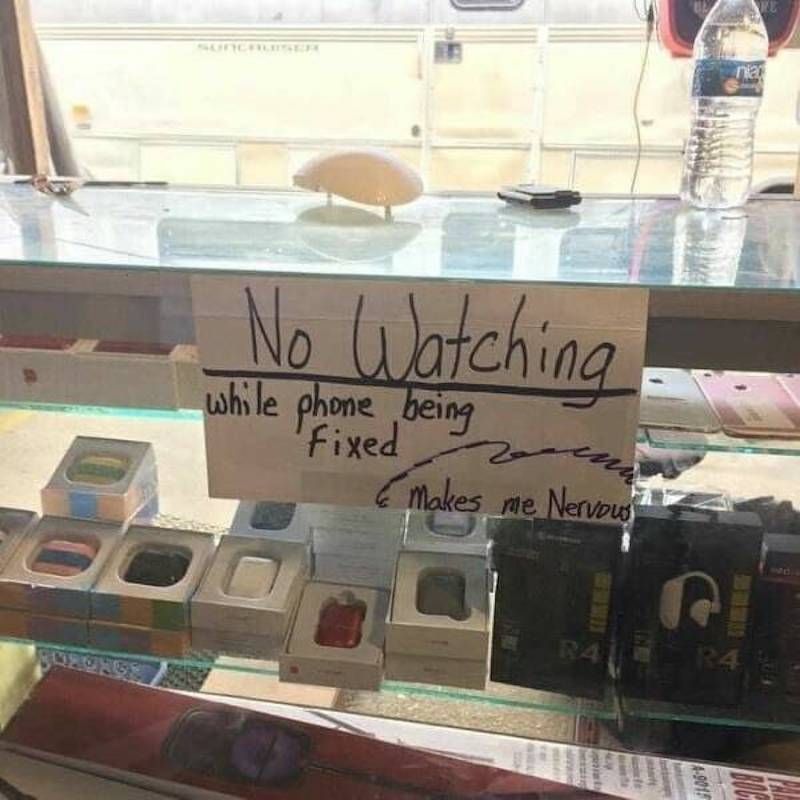 SUNCRUISER
No Watching
while phone being
fixed
Makes me Nervous
R4
R4